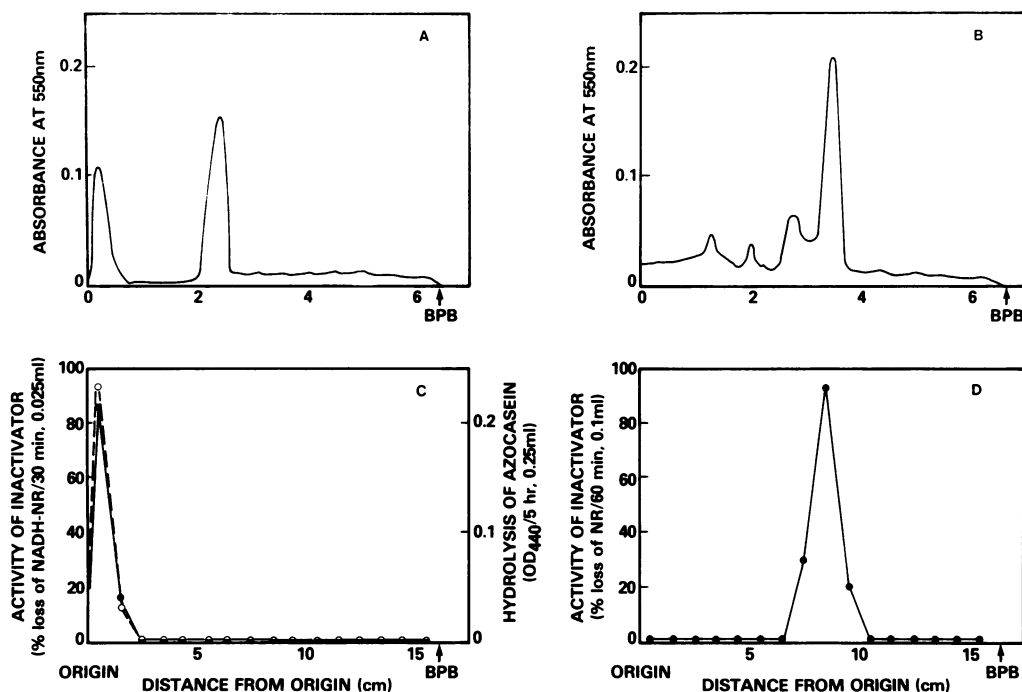 A
ABSORBANCE AT 550nm
0.2
0.1
0
0 2 4 6
BPB
B
ABSORBANCE AT 550nm
0.2
0.1
0
0 2 4 6
BPB
C
ACTIVITY OF INACTIVATOR
(% loss of NADH-NR/30 min, 0.025ml)
100
80
60
40
20
0
HYDROLYSIS OF AZOCASEIN
(OD440/5 hr, 0.25ml)
0.2
0.1
0
ORIGIN 5 10 15
BPB
DISTANCE FROM ORIGIN (cm)
D
ACTIVITY OF INACTIVATOR
(% loss of NR/60 min, 0.1ml)
100
80
60
40
20
0
ORIGIN 5 10 15
BPB
DISTANCE FROM ORIGIN (cm)